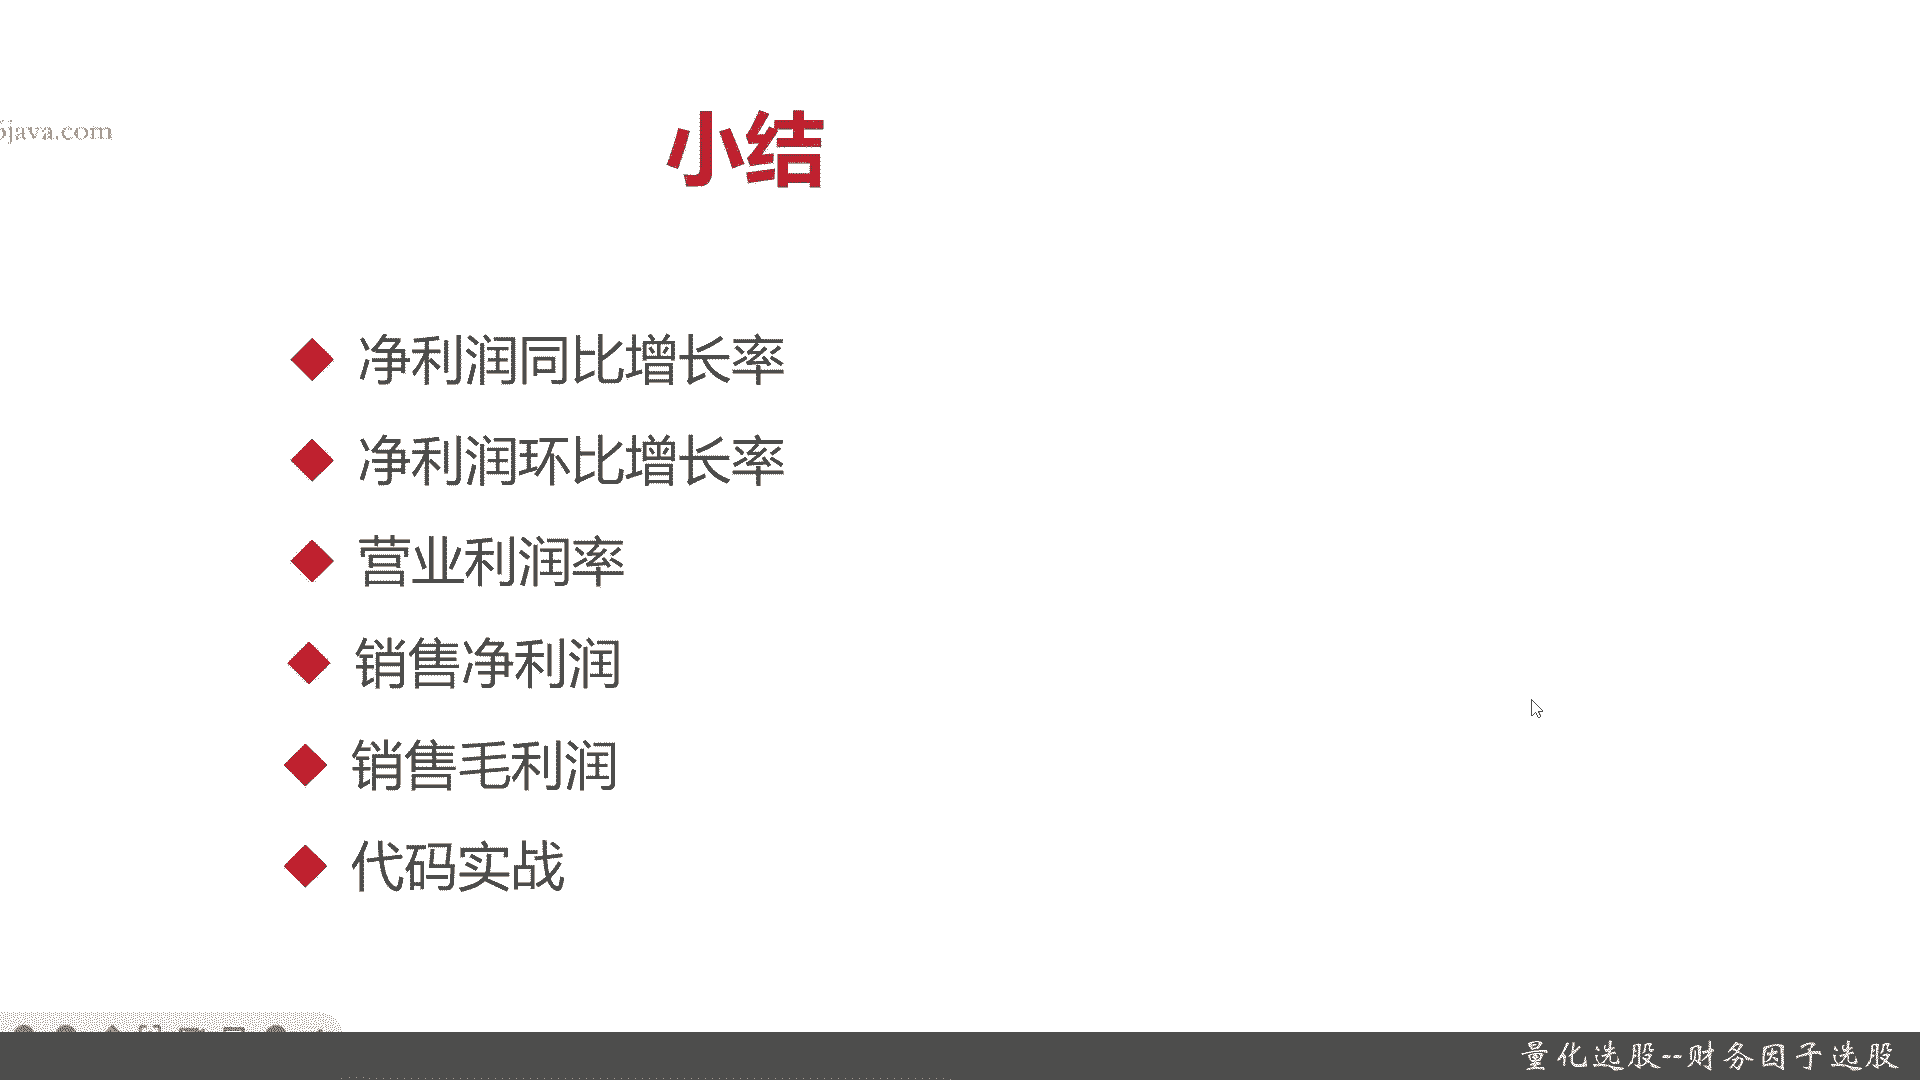 小结
java.com
净利润同比增长率
净利润环比增长率
营业利润率
销售净利润
销售毛利润
代码实战
量化选股--财务因子选股